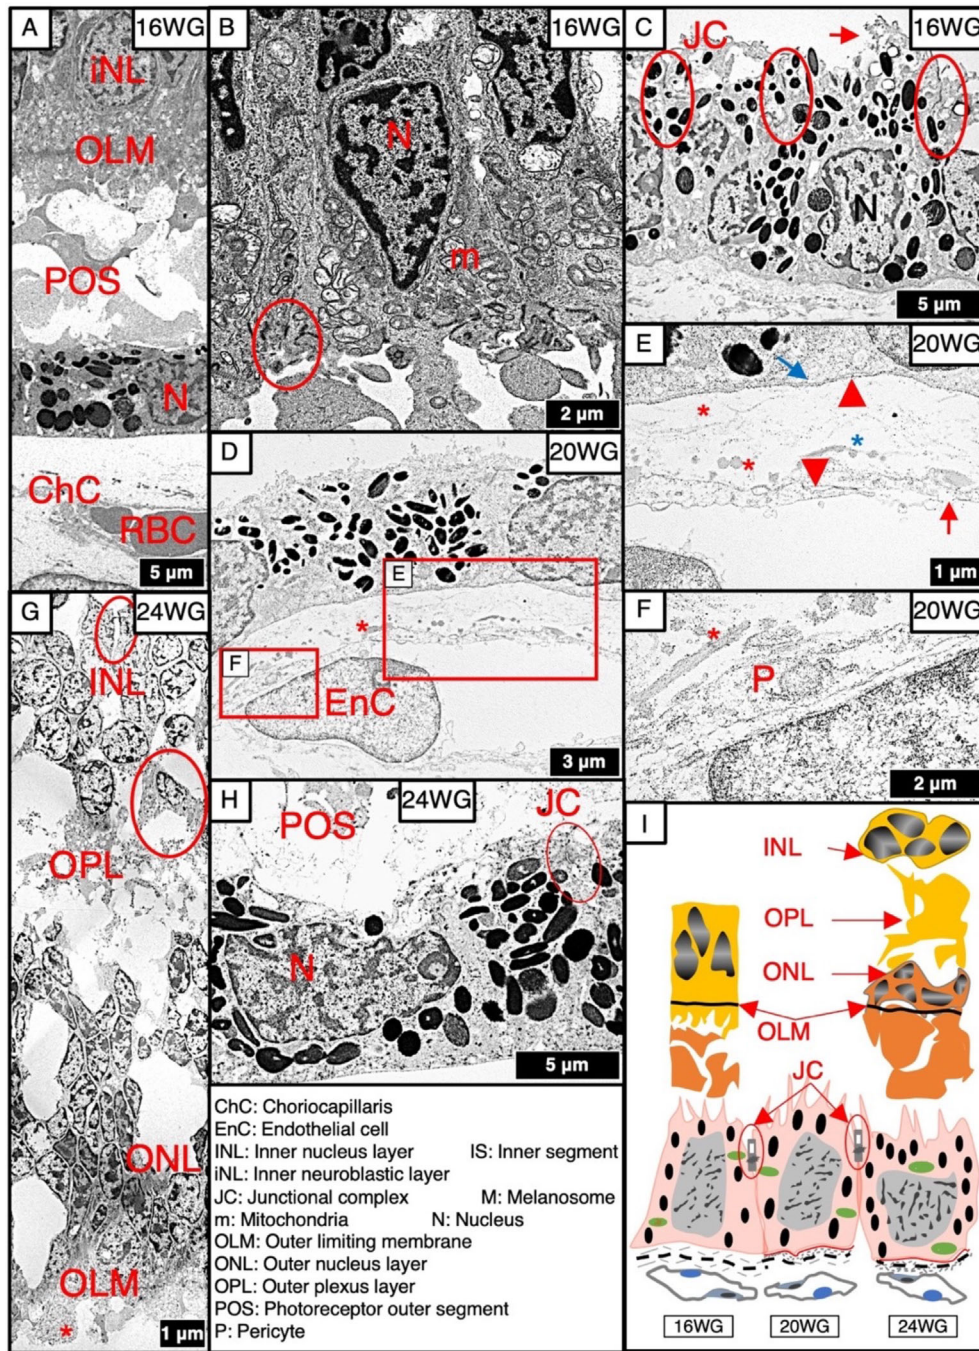 A
16WG
iNL
OLM
POS
N
ChC
RBC
5 µm
B
16WG
N
m
2 µm
C
16WG
JC
N
5 µm
D
20WG
E
*
F
EnC
3 µm
E
20WG
*
*
*
1 µm
F
20WG
*
P
2 µm
G
24WG
INL
OPL
ONL
OLM
*
1 µm
H
24WG
POS
JC
N
5 µm
ChC: Choriocapillaris
EnC: Endothelial cell
INL: Inner nucleus layer IS: Inner segment
iNL: Inner neuroblastic layer
JC: Junctional complex M: Melanosome
m: Mitochondria N: Nucleus
OLM: Outer limiting membrane
ONL: Outer nucleus layer
OPL: Outer plexus layer
POS: Photoreceptor outer segment
P: Pericyte
I
INL
OPL
ONL
OLM
JC
16WG 20WG 24WG